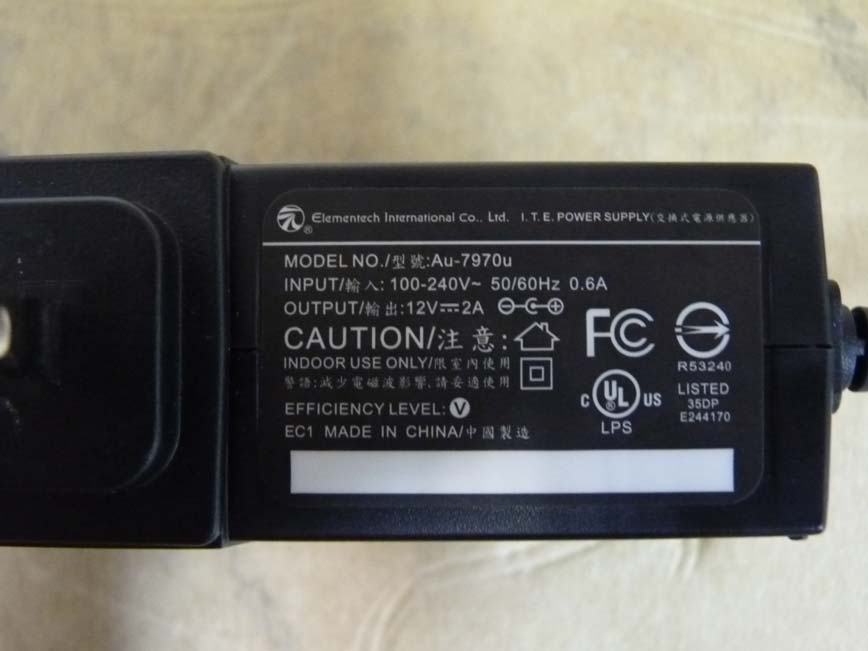 ® Elementech International Co., Ltd. I.T.E. POWER SUPPLY(交換式電源供應器)
MODEL NO./型號:Au-7970u
INPUT/輸入: 100-240V~ 50/60Hz 0.6A
OUTPUT/輸出:12V⎓2A
CAUTION/注意:
INDOOR USE ONLY/限室內使用
警語:減少電磁波影響,請妥適使用
EFFICIENCY LEVEL: V
EC1 MADE IN CHINA/中國製造
FC
R53240
C UL® US
LPS
LISTED
35DP
E244170